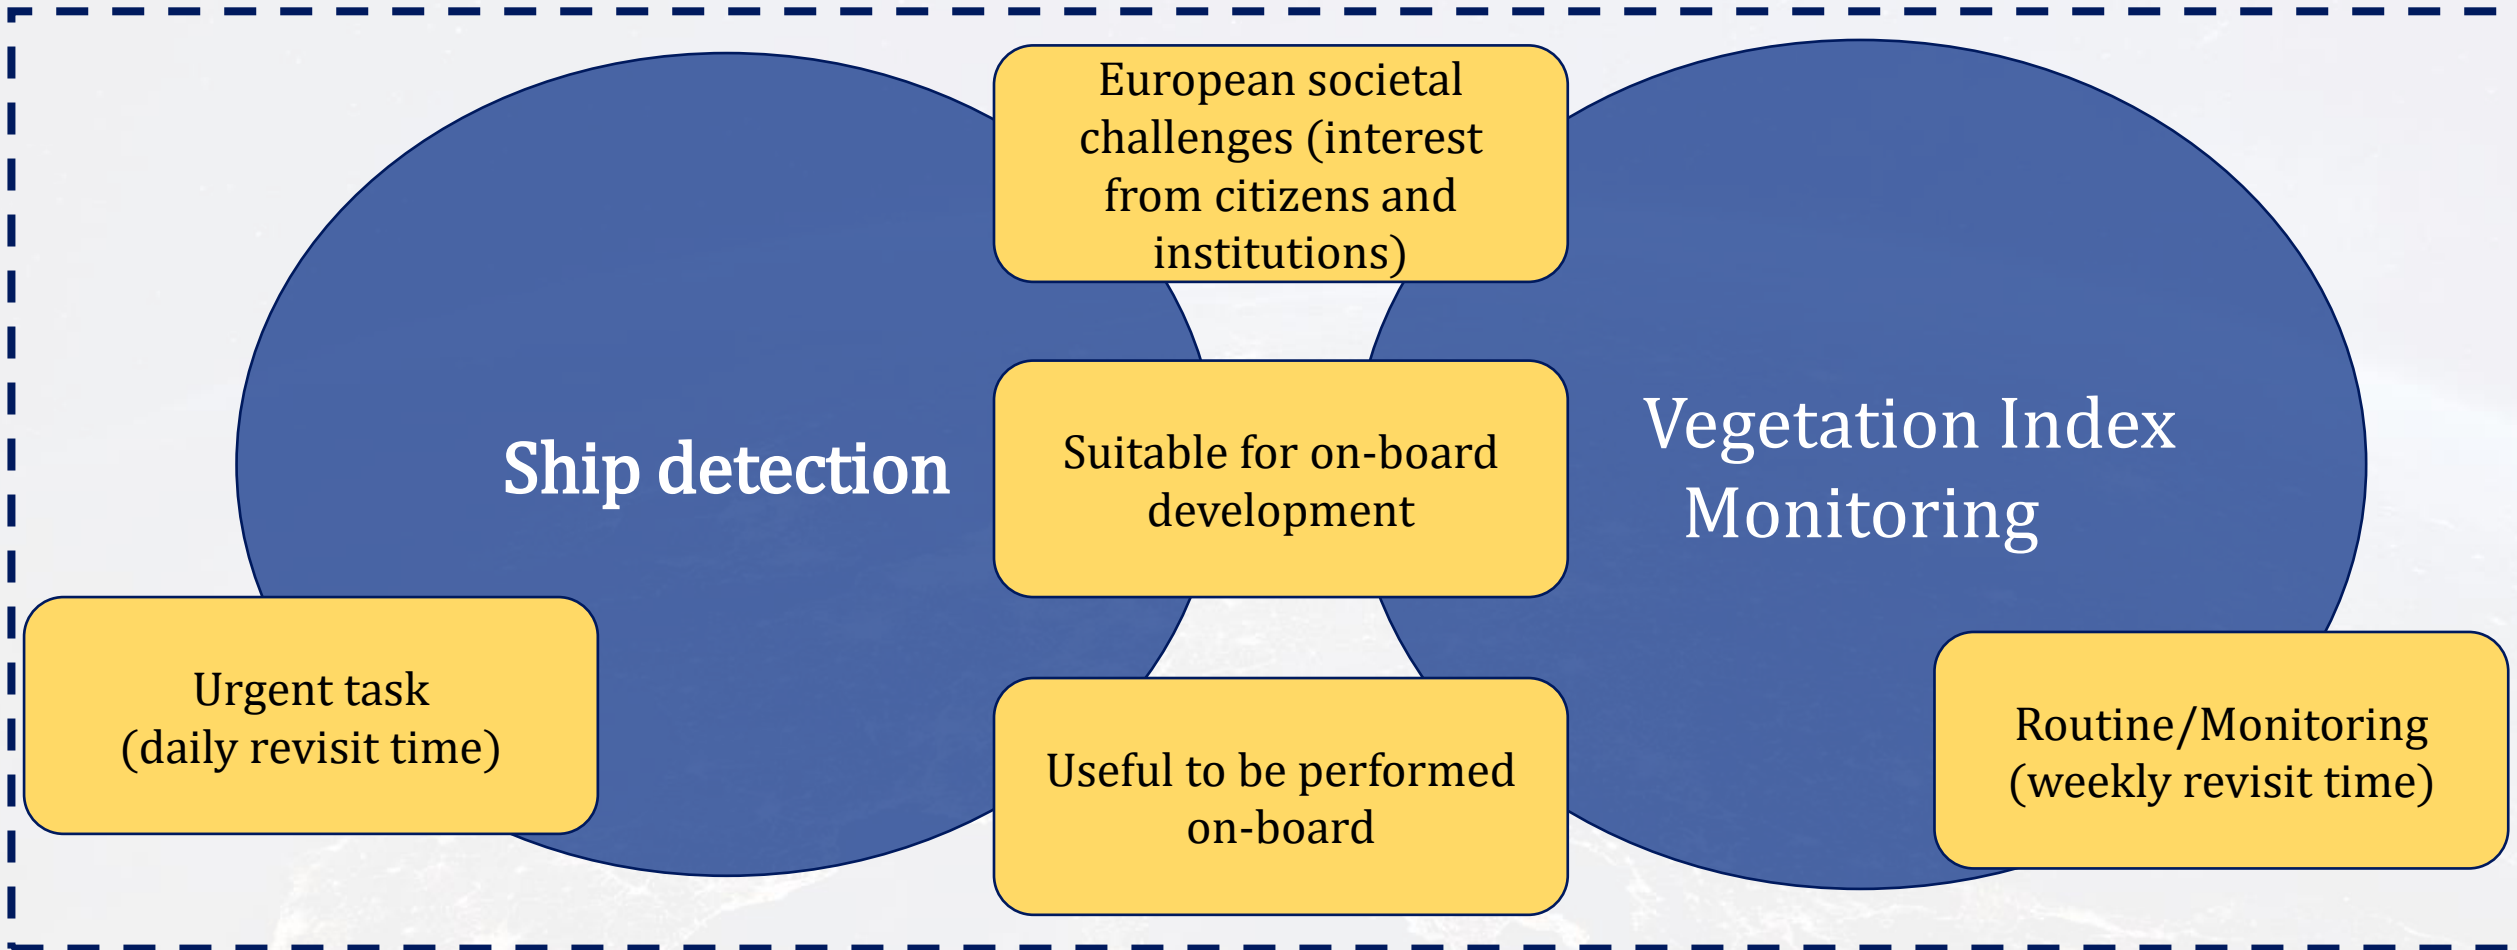 European societal
challenges (interest
from citizens and
institutions)
Ship detection
Suitable for on-board
development
Vegetation Index
Monitoring
Urgent task
(daily revisit time)
Useful to be performed
on-board
Routine/Monitoring
(weekly revisit time)